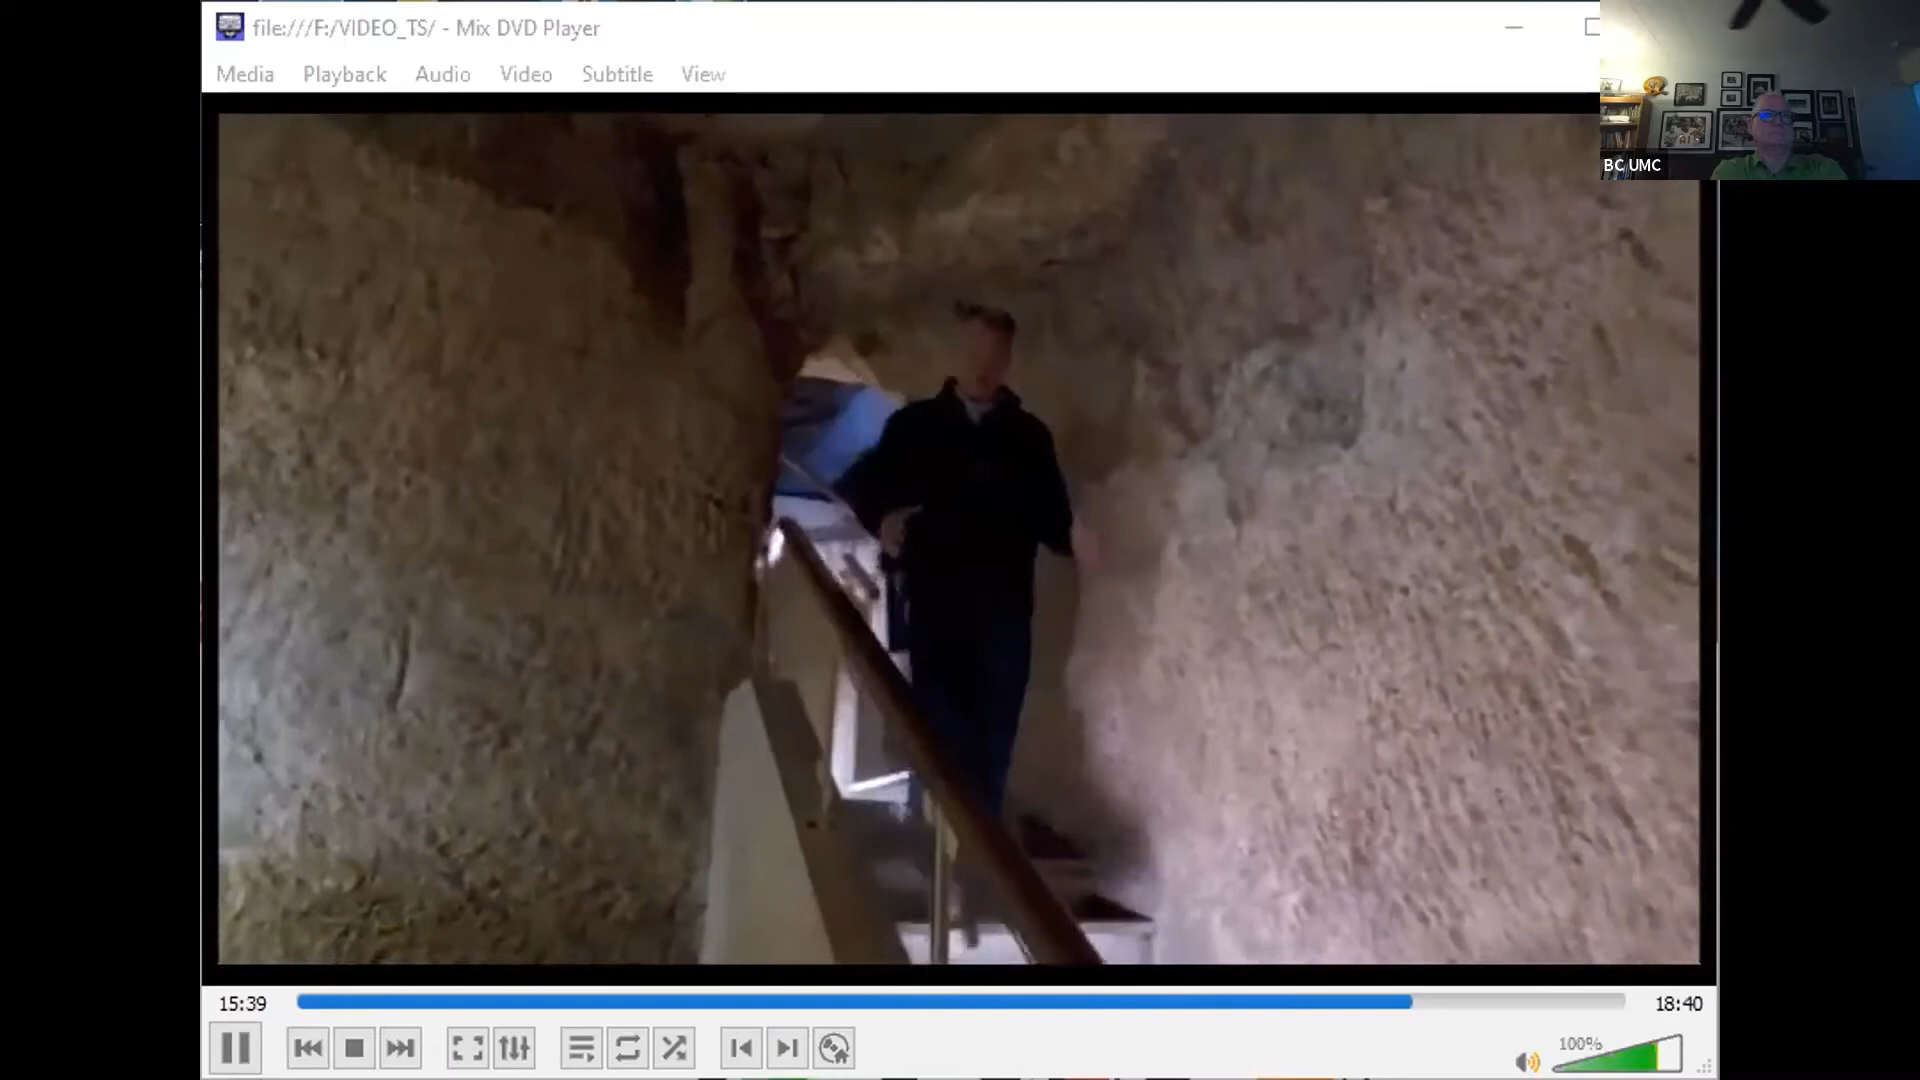 file:///F:/VIDEO_TS/ - Mix DVD Player
Media Playback Audio Video Subtitle View
BC UMC
15:39
18:40
100%